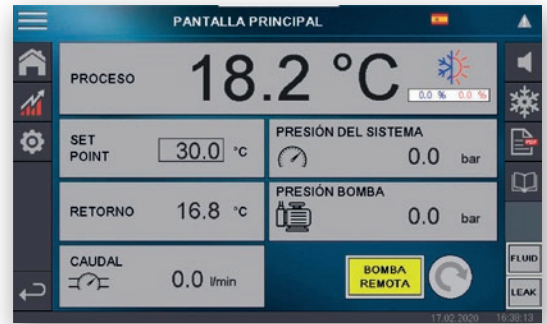 PANTALLA PRINCIPAL
PROCESO
18.2 °C
0.0 % 0.0 %
SET
POINT
30.0 °C
PRESIÓN DEL SISTEMA
0.0 bar
RETORNO
16.8 °C
PRESIÓN BOMBA
0.0 bar
CAUDAL
0.0 l/min
BOMBA
REMOTA
PDF
FLUID
LEAK
17.02.2020 16:38:13